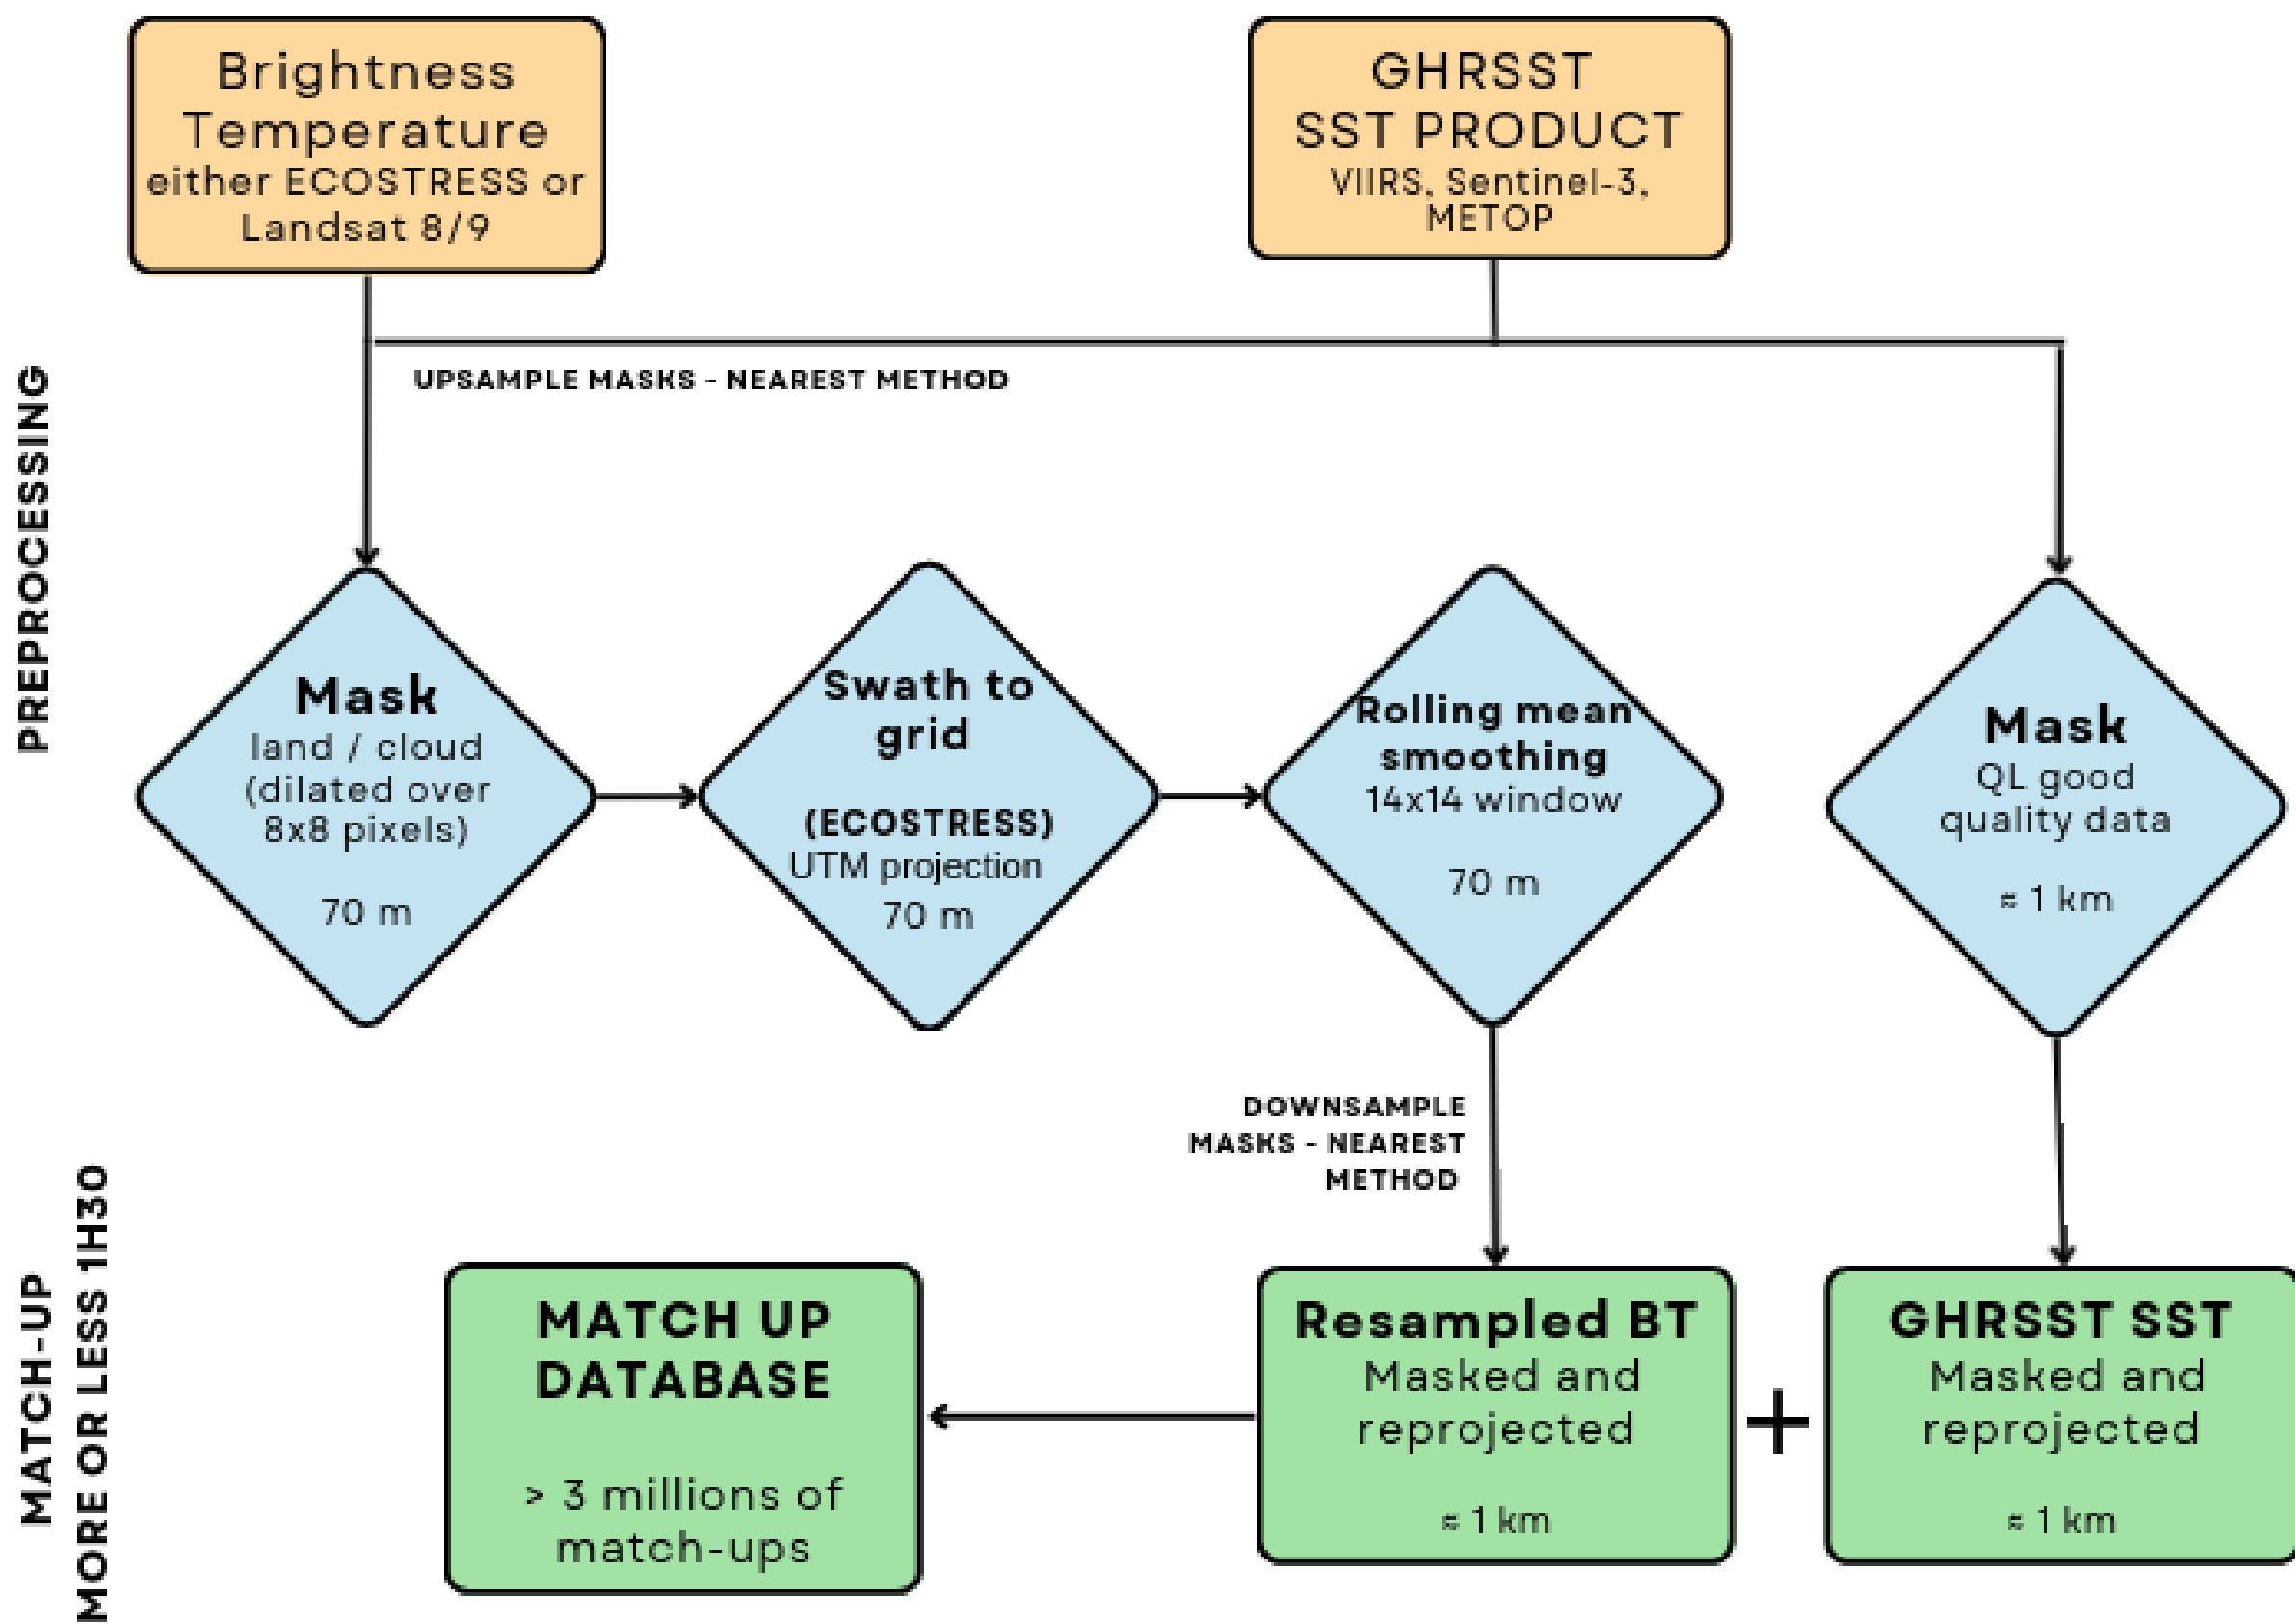 Brightness
Temperature
either ECOSTRESS or
Landsat 8/9
GHRSST
SST PRODUCT
VIIRS, Sentinel-3,
METOP
UPSAMPLE MASKS - NEAREST METHOD
PREPROCESSING
Mask
land / cloud
(dilated over
8x8 pixels)
70 m
Swath to
grid
(ECOSTRESS)
UTM projection
70 m
Rolling mean
smoothing
14x14 window
70 m
Mask
QL good
quality data
≈ 1 km
DOWNSAMPLE
MASKS - NEAREST
METHOD
MATCH-UP
MORE OR LESS 1H30
MATCH UP
DATABASE
> 3 millions of
match-ups
Resampled BT
Masked and
reprojected
≈ 1 km
+
GHRSST SST
Masked and
reprojected
≈ 1 km